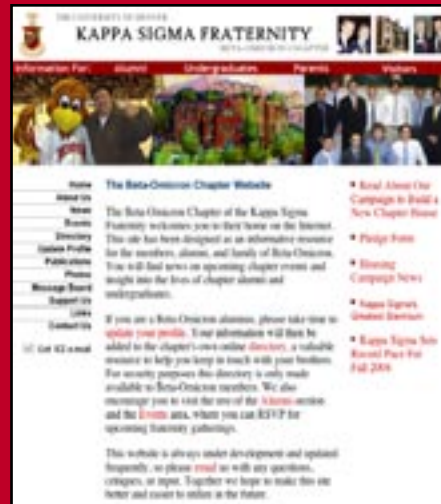 THE UNIVERSITY OF DENVER
KAPPA SIGMA FRATERNITY
BETA-OMICRON CHAPTER
Information For: Alumni Undergraduates Parents Visitors
Home
About Us
News
Events
Directory
Update Profile
Publications
Photos
Message Board
Support Us
Links
Contact Us
The Beta-Omicron Chapter Website
The Beta-Omicron Chapter of the Kappa Sigma
Fraternity welcomes you to their home on the Internet.
This site has been designed as an informative resource
for the members, alumni, and family of Beta-Omicron.
You will find news on upcoming chapter events and
insight into the lives of chapter alumni and
undergraduates.
If you are a Beta-Omicron alumnus, please take time to
update your profile. Your information will then be
added to the chapter's own online directory, a valuable
resource to help you keep in touch with your brothers.
For security purposes this directory is only made
available to Beta-Omicron members. We also
encourage you to visit the rest of the Alumni section
and the Events area, where you can RSVP for
upcoming fraternity gatherings.
This website is always under development and updated
frequently, so please email us with any questions,
critiques, or input. Together we hope to make this site
better and easier to utilize in the future.
Read About Our
Campaign to Build a
New Chapter House
Pledge Form
Housing
Campaign News
Kappa Sigma's
Greatest
Kappa Sigma Sets
Record Pace For
Fall 2004